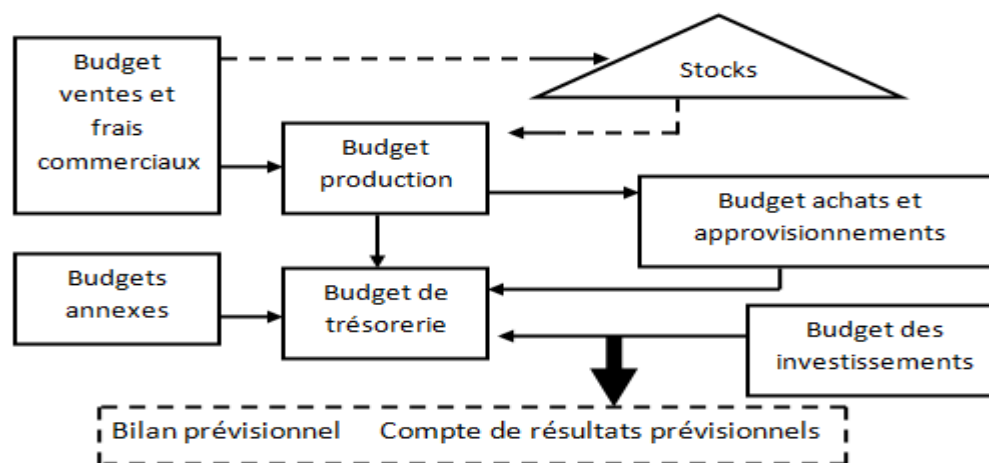 Budget
ventes et
frais
commerciaux
Stocks
Budget
production
Budget achats et
approvisionnements
Budgets
annexes
Budget de
trésorerie
Budget des
investissements
Bilan prévisionnel Compte de résultats prévisionnels